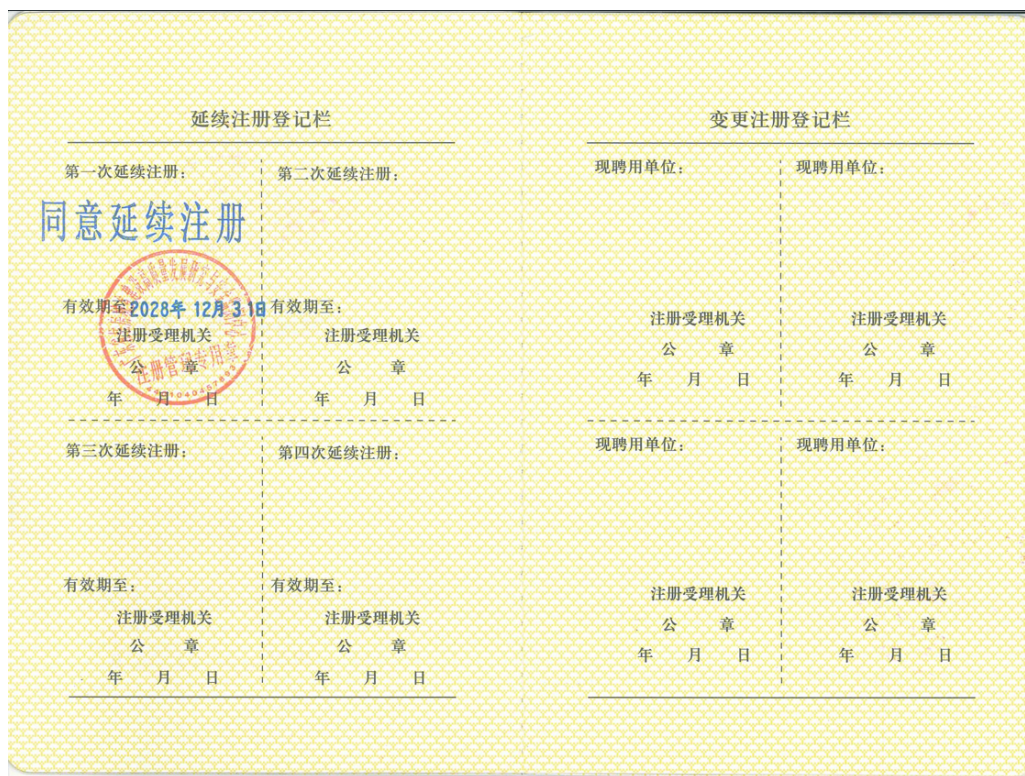 延续注册登记栏
第一次延续注册：
同意延续注册
有效期至2028年 12月31日
注册受理机关
公 章
注册管理专用章
年 月 日
第二次延续注册：
有效期至：
注册受理机关
公 章
年 月 日
第三次延续注册：
有效期至：
注册受理机关
公 章
年 月 日
第四次延续注册：
有效期至：
注册受理机关
公 章
年 月 日
变更注册登记栏
现聘用单位：
注册受理机关
公 章
年 月 日
现聘用单位：
注册受理机关
公 章
年 月 日
现聘用单位：
注册受理机关
公 章
年 月 日
现聘用单位：
注册受理机关
公 章
年 月 日